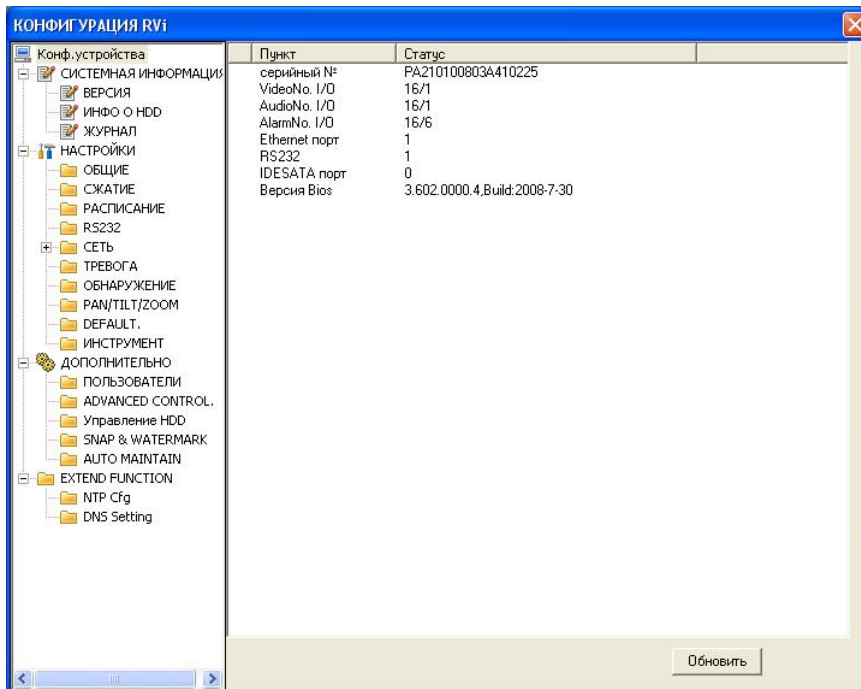 КОНФИГУРАЦИЯ RVi
Конф.устройства
СИСТЕМНАЯ ИНФОРМАЦИЯ
ВЕРСИЯ
ИНФО О HDD
ЖУРНАЛ
НАСТРОЙКИ
ОБЩИЕ
СЖАТИЕ
РАСПИСАНИЕ
RS232
СЕТЬ
ТРЕВОГА
ОБНАРУЖЕНИЕ
PAN/TILT/ZOOM
DEFAULT.
ИНСТРУМЕНТ
ДОПОЛНИТЕЛЬНО
ПОЛЬЗОВАТЕЛИ
ADVANCED CONTROL.
Управление HDD
SNAP & WATERMARK
AUTO MAINTAIN
EXTEND FUNCTION
NTP Cfg
DNS Setting
Пункт Статус
серийный № PA210100803A410225
VideoNo. I/O 16/1
AudioNo. I/O 16/1
AlarmNo. I/O 16/6
Ethernet порт 1
RS232 1
IDESATA порт 0
Версия Bios 3.602.0000.4,Build:2008-7-30
Обновить